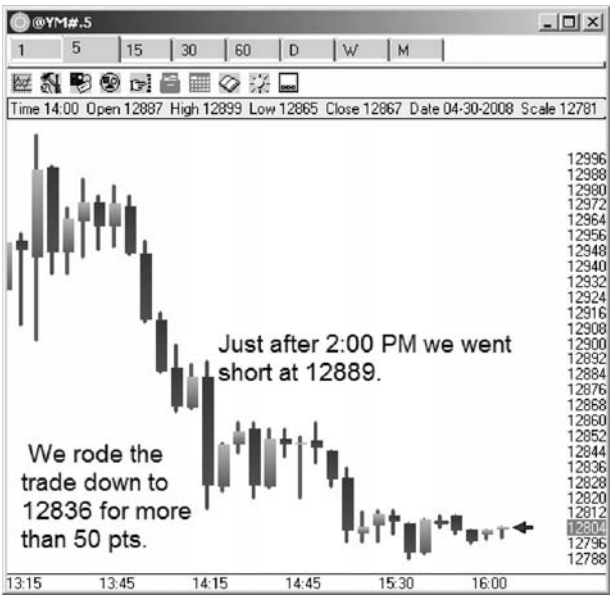 @YM#.5
1 5 15 30 60 D W M
Time 14:00 Open 12887 High 12899 Low 12865 Close 12867 Date 04-30-2008 Scale 12781
12996
12988
12980
12972
12964
12956
12948
12940
12932
12924
12916
12908
12900
12892
12884
12876
12868
12860
12852
12844
12836
12828
12820
12812
12804
12796
12788
Just after 2:00 PM we went
short at 12889.
We rode the
trade down to
12836 for more
than 50 pts.
13:15 13:45 14:15 14:45 15:30 16:00